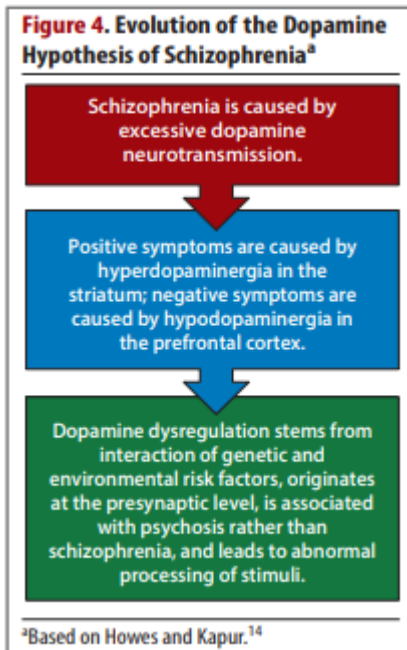 Figure 4. Evolution of the Dopamine
Hypothesis of Schizophreniaᵃ
Schizophrenia is caused by
excessive dopamine
neurotransmission.
Positive symptoms are caused by
hyperdopaminergia in the
striatum; negative symptoms are
caused by hypodopaminergia in
the prefrontal cortex.
Dopamine dysregulation stems from
interaction of genetic and
environmental risk factors, originates
at the presynaptic level, is associated
with psychosis rather than
schizophrenia, and leads to abnormal
processing of stimuli.
ᵃBased on Howes and Kapur.¹⁴